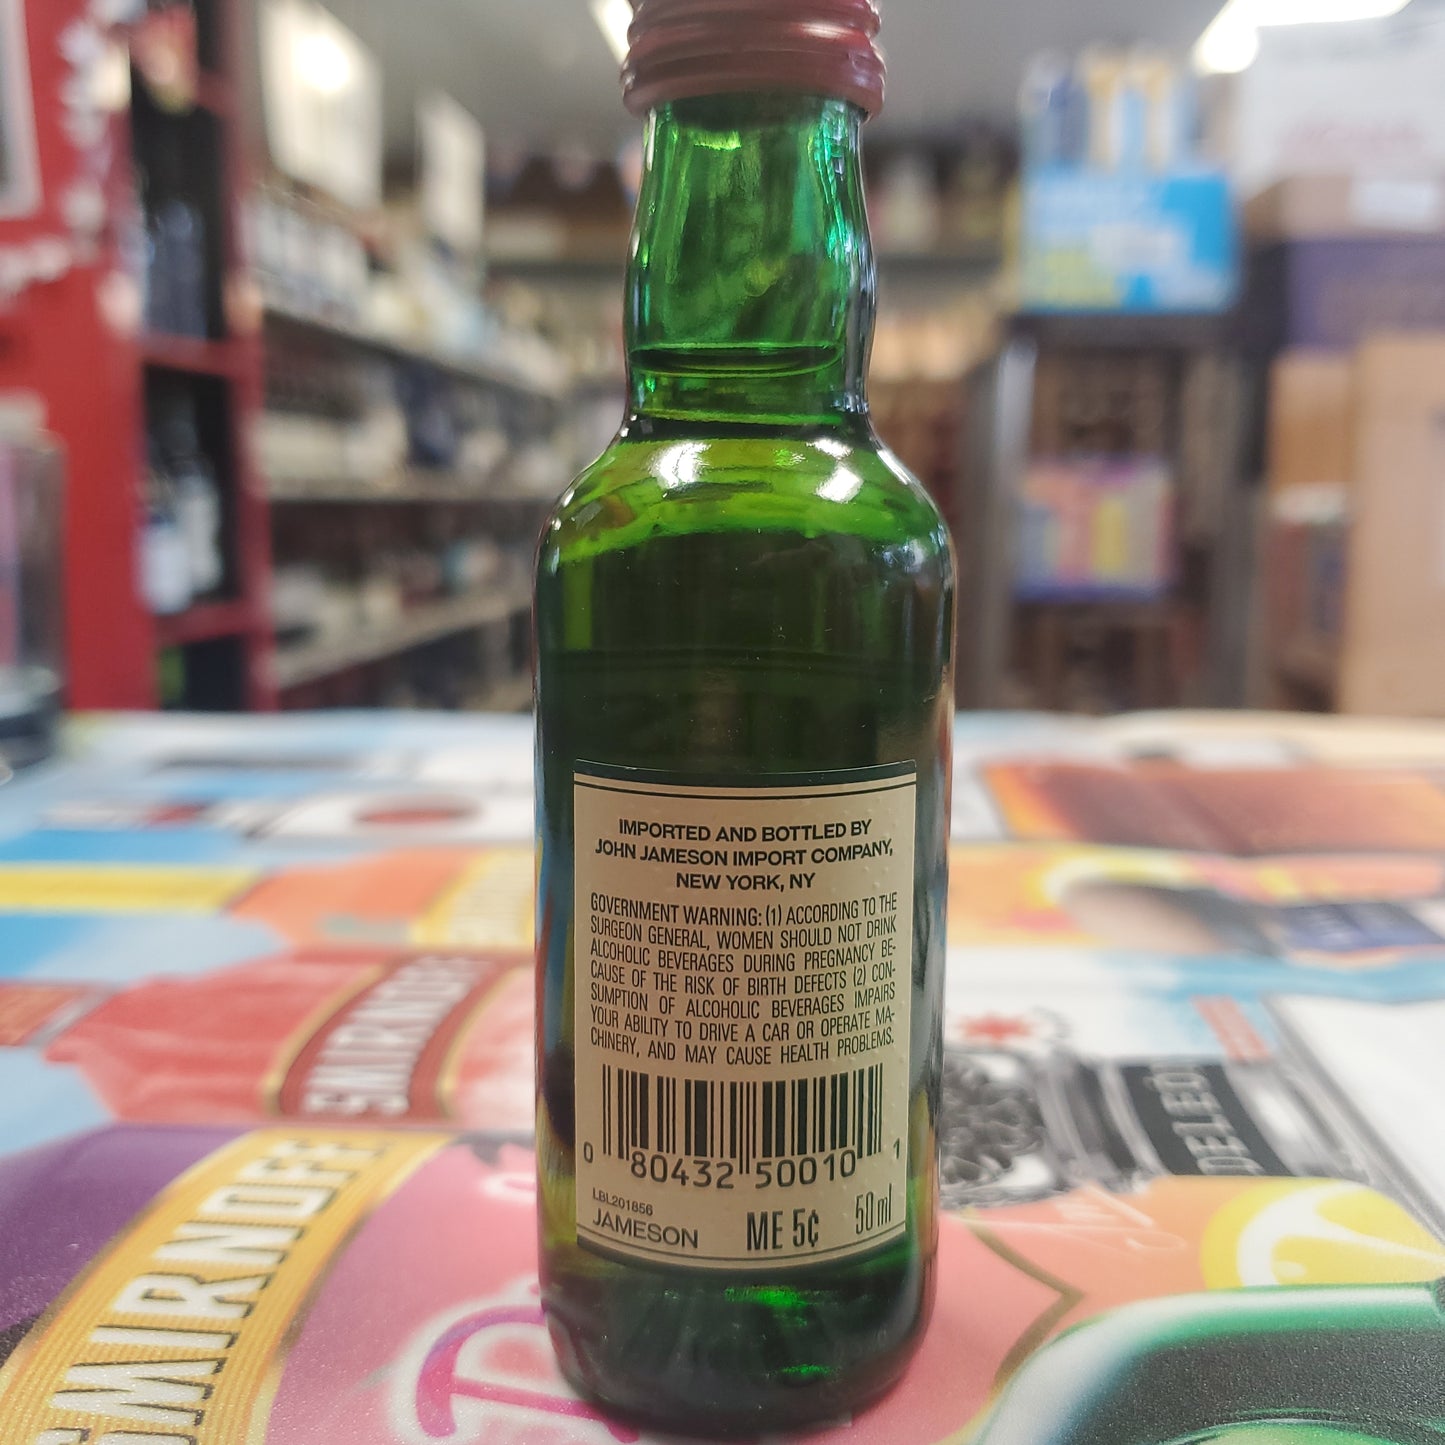 IMPORTED AND BOTTLED BY
JOHN JAMESON IMPORT COMPANY,
NEW YORK, NY
GOVERNMENT WARNING: (1) ACCORDING TO THE
SURGEON GENERAL, WOMEN SHOULD NOT DRINK
ALCOHOLIC BEVERAGES DURING PREGNANCY BE-
CAUSE OF THE RISK OF BIRTH DEFECTS (2) CON-
SUMPTION OF ALCOHOLIC BEVERAGES IMPAIRS
YOUR ABILITY TO DRIVE A CAR OR OPERATE MA-
CHINERY, AND MAY CAUSE HEALTH PROBLEMS.
0 80432 50010 1
LBL201856
JAMESON ME 5¢ 50 ml
SMIRNOFF
SMIRNOFF
DELEÓ